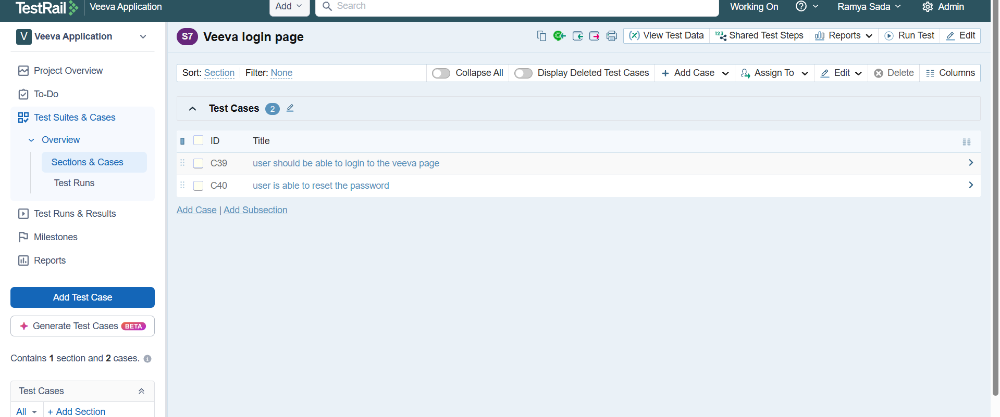 TestRail Veeva Application Add Search Working On Ramya Sada Admin
V Veeva Application
Project Overview
To-Do
Test Suites & Cases
Overview
Sections & Cases
Test Runs
Test Runs & Results
Milestones
Reports
Add Test Case
Generate Test Cases BETA
Contains 1 section and 2 cases.
Test Cases
All + Add Section
S7 Veeva login page
View Test Data 123 Shared Test Steps Reports Run Test Edit
Sort: Section Filter: None Collapse All Display Deleted Test Cases + Add Case Assign To Edit Delete Columns
Test Cases 2
ID Title
C39 user should be able to login to the veeva page
C40 user is able to reset the password
Add Case | Add Subsection